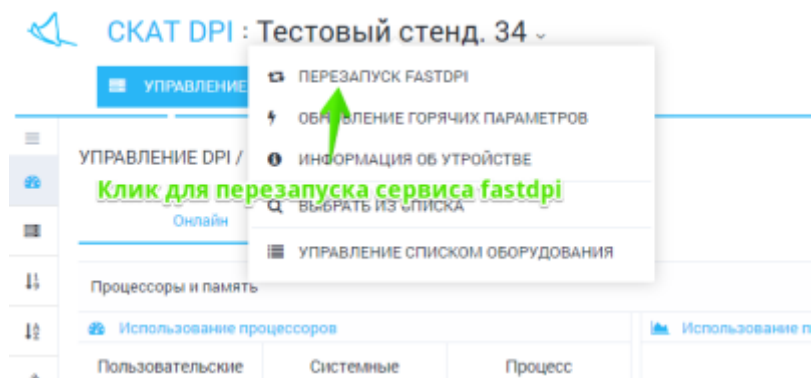 СКАТ DPI : Тестовый стенд. 34
УПРАВЛЕНИЕ
ПЕРЕЗАПУСК FASTDPI
ОБНОВЛЕНИЕ ГОРЯЧИХ ПАРАМЕТРОВ
УПРАВЛЕНИЕ DPI /
ИНФОРМАЦИЯ ОБ УТРОЙСТВЕ
Клик для перезапуска сервиса fastdpi
ВЫБРАТЬ ИЗ СПИСКА
Онлайн
УПРАВЛЕНИЕ СПИСКОМ ОБОРУДОВАНИЯ
Процессоры и память
Использование процессоров
Использование п
Пользовательские
Системные
Процесс